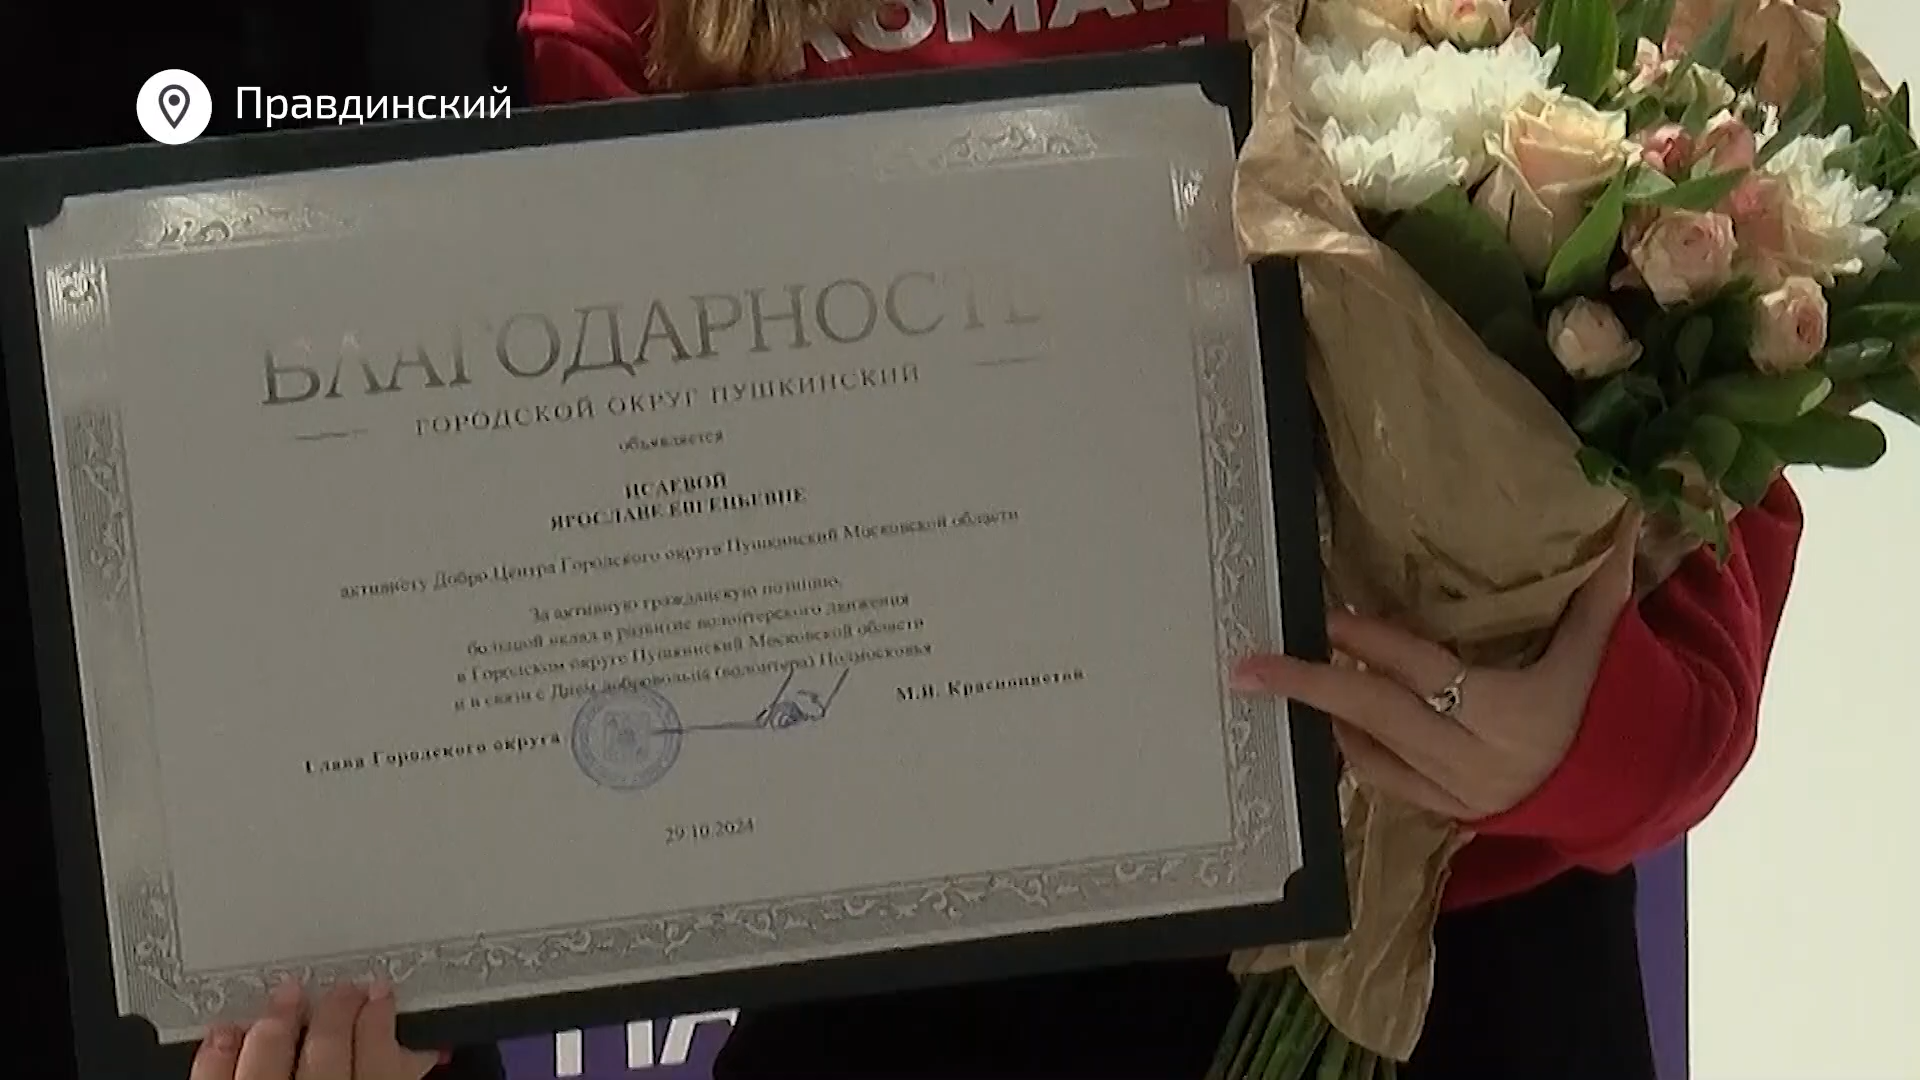 КОМАН
Правдинский
БЛАГОДАРНОСТЬ
ГОРОДСКОЙ ОКРУГ ПУШКИНСКИЙ
объявляется
ИСАЕВОЙ
ЯРОСЛАВЕ ЕВГЕНЬЕВНЕ
активисту Добро.Центра Городского округа Пушкинский Московской области
За активную гражданскую позицию,
большой вклад в развитие волонтерского движения
в Городском округе Пушкинский Московской области
и в связи с Днем добровольца (волонтера) Подмосковья
Глава Городского округа
М.И. Красноцветов
29.10.2024